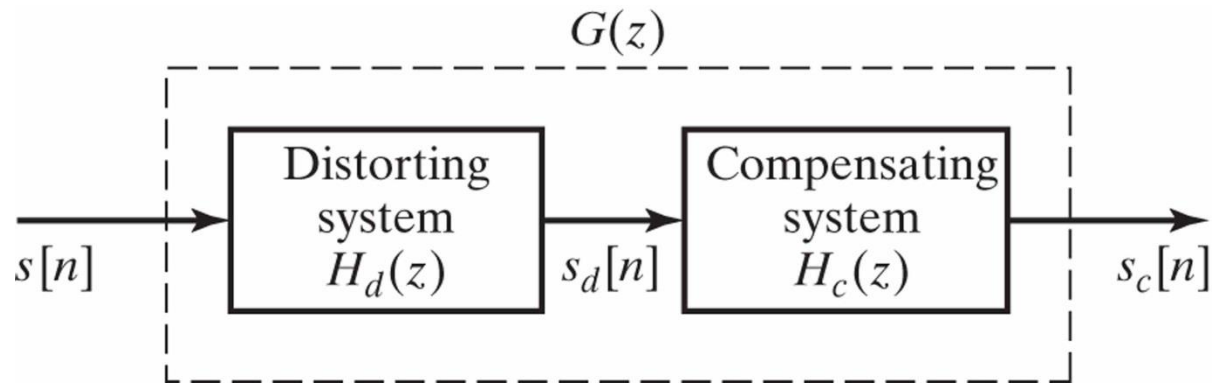 G(z)
Distorting
system
H_d(z)
Compensating
system
H_c(z)
s[n]
s_d[n]
s_c[n]